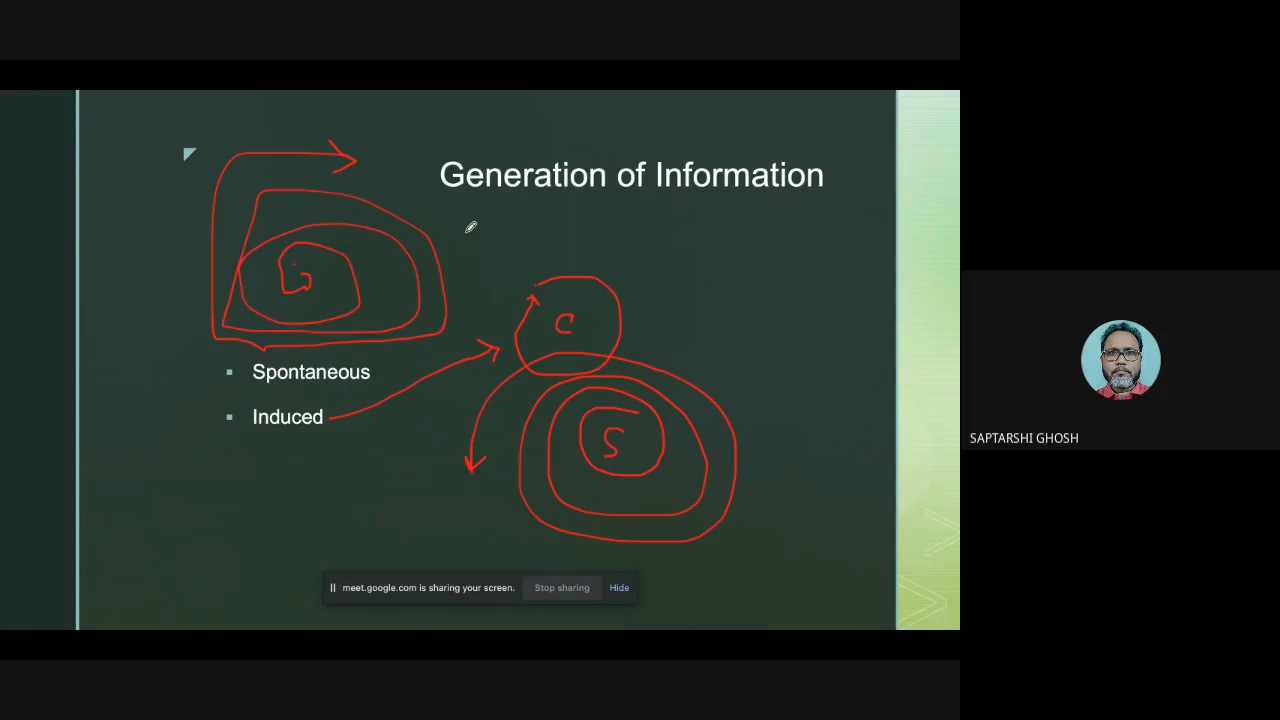 Generation of Information
C
Spontaneous
Induced
S
meet.google.com is sharing your screen. Stop sharing Hide
SAPTARSHI GHOSH